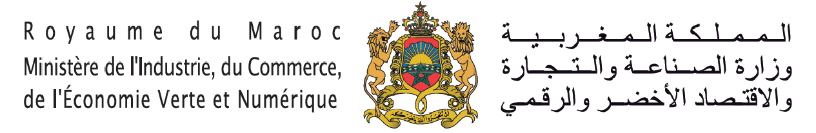 Royaume du Maroc
Ministère de l'Industrie, du Commerce,
de l'Économie Verte et Numérique
المملكة المغربية
وزارة الصناعة والتجارة
والاقتصاد الأخضر والرقمي